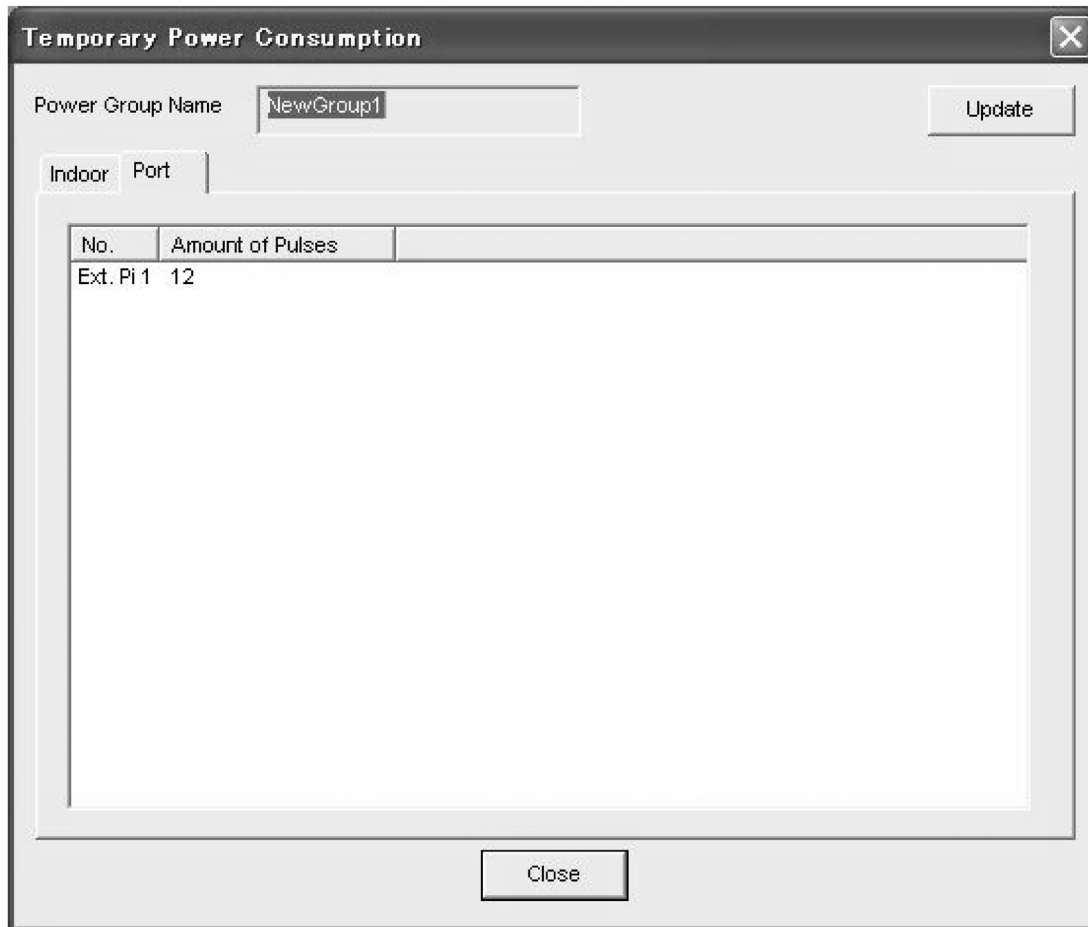 Temporary Power Consumption
Power Group Name NewGroup1 Update
Indoor Port
No. Amount of Pulses
Ext. Pi 1 12
Close